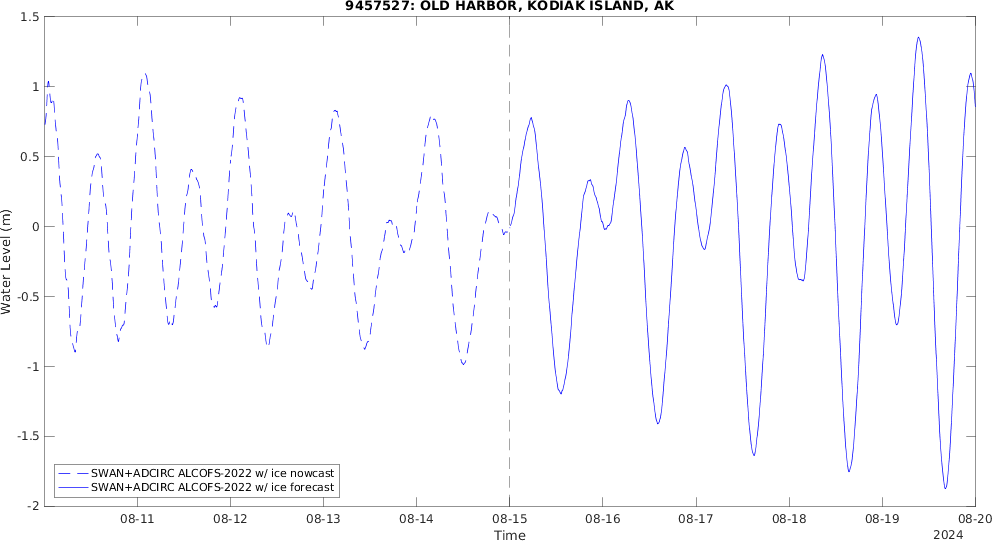 9457527: OLD HARBOR, KODIAK ISLAND, AK
Water Level (m)
1.5
1
0.5
0
-0.5
-1
-1.5
-2
SWAN+ADCIRC ALCOFS-2022 w/ ice nowcast
SWAN+ADCIRC ALCOFS-2022 w/ ice forecast
08-11 08-12 08-13 08-14 08-15 08-16 08-17 08-18 08-19 08-20
Time
2024